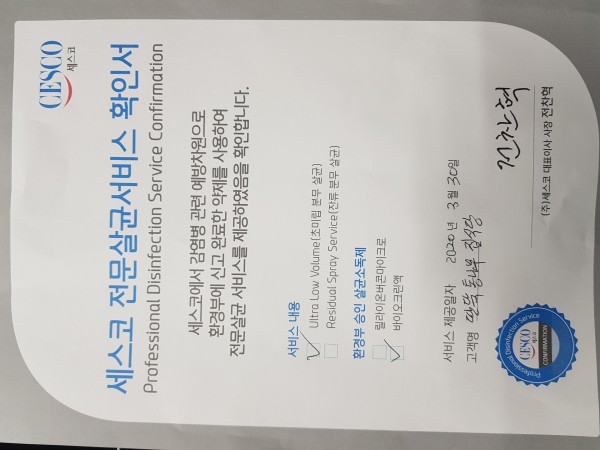 CESCO
세스코
세스코 전문살균서비스 확인서
Professional Disinfection Service Confirmation
세스코에서 감염병 관련 예방차원으로
환경부에 신고 완료한 약제를 사용하여
전문살균 서비스를 제공하였음을 확인합니다.
서비스 내용
Ultra Low Volume(초미립 분무 살균)
Residual Spray Service(잔류 분무 살균)
환경부 승인 살균소독제
릴라이온버콘마이크로
바이오크린액
서비스 제공일자 2020년 3월 30일
고객명
전찬혁
(주)세스코 대표이사 사장 전찬혁
Professional Disinfection Service
CESCO
세스코
CONFIRMATION